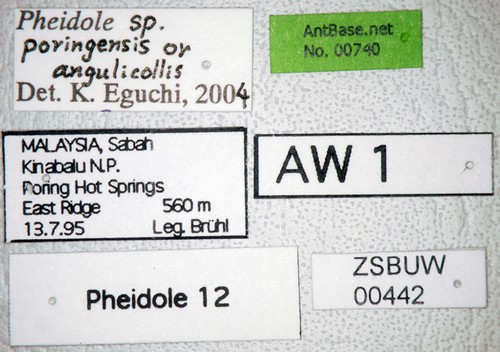 Pheidole sp.
poringensis or
angulicollis
Det. K. Eguchi, 2004
AntBase.net
No. 00740
MALAYSIA, Sabah
Kinabalu N.P.
Poring Hot Springs
East Ridge 560 m
13.7.95 Leg. Brühl
AW 1
Pheidole 12
ZSBUW
00442